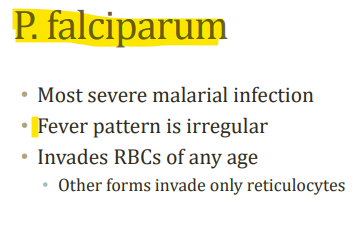 P. falciparum
• Most severe malarial infection
• Fever pattern is irregular
• Invades RBCs of any age
• Other forms invade only reticulocytes